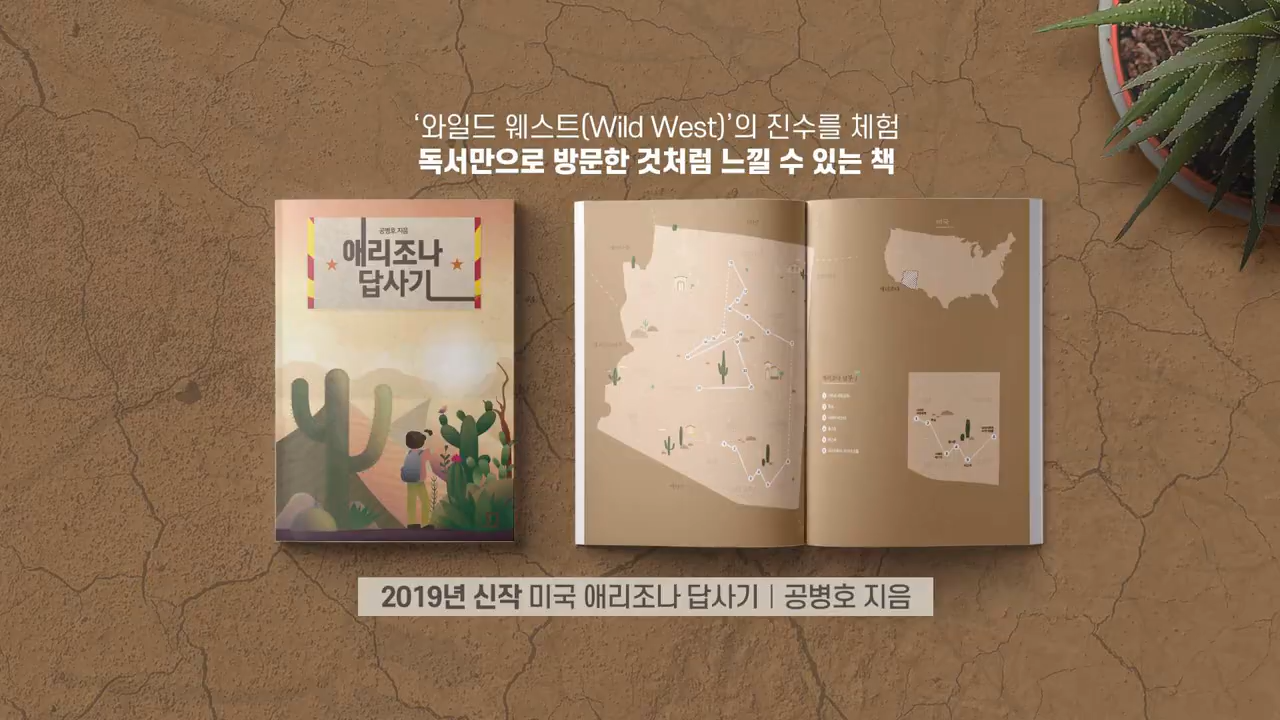 ‘와일드 웨스트(Wild West)’의 진수를 체험
독서만으로 방문한 것처럼 느낄 수 있는 책
공병호 지음
애리조나
답사기
미국
2019년 신작 미국 애리조나 답사기 | 공병호 지음